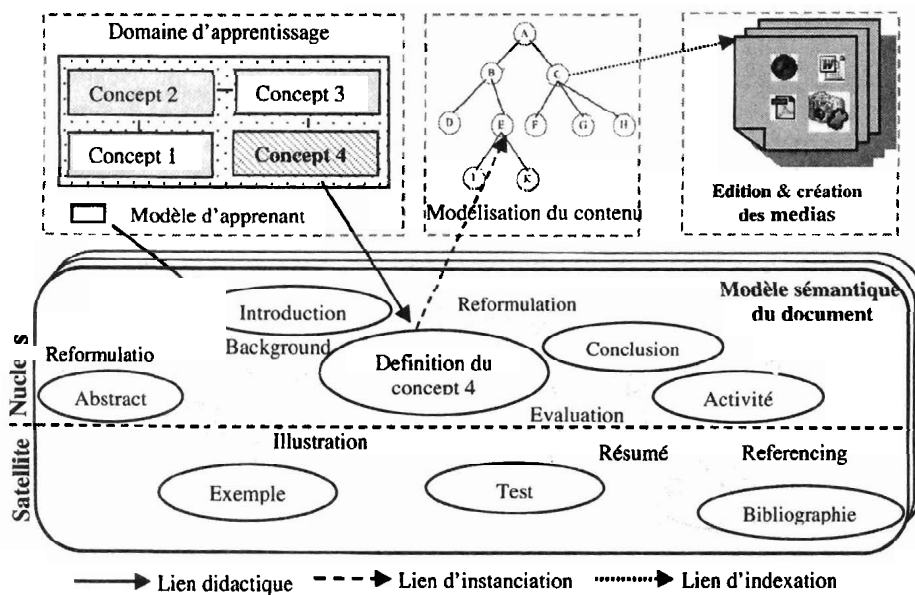 Domaine d'apprentissage
Concept 2
Concept 3
Concept 1
Concept 4
Modèle d'apprenant
A
B
C
D
E
F
G
H
K
Modélisation du contenu
Edition & création
des medias
Modèle sémantique
du document
Introduction
Reformulation
Background
Conclusion
Definition du
concept 4
Reformulatio
Abstract
Evaluation
Activité
Nucle s
Satellite
Illustration
Résumé
Referencing
Exemple
Test
Bibliographie
Lien didactique
Lien d'instanciation
Lien d'indexation